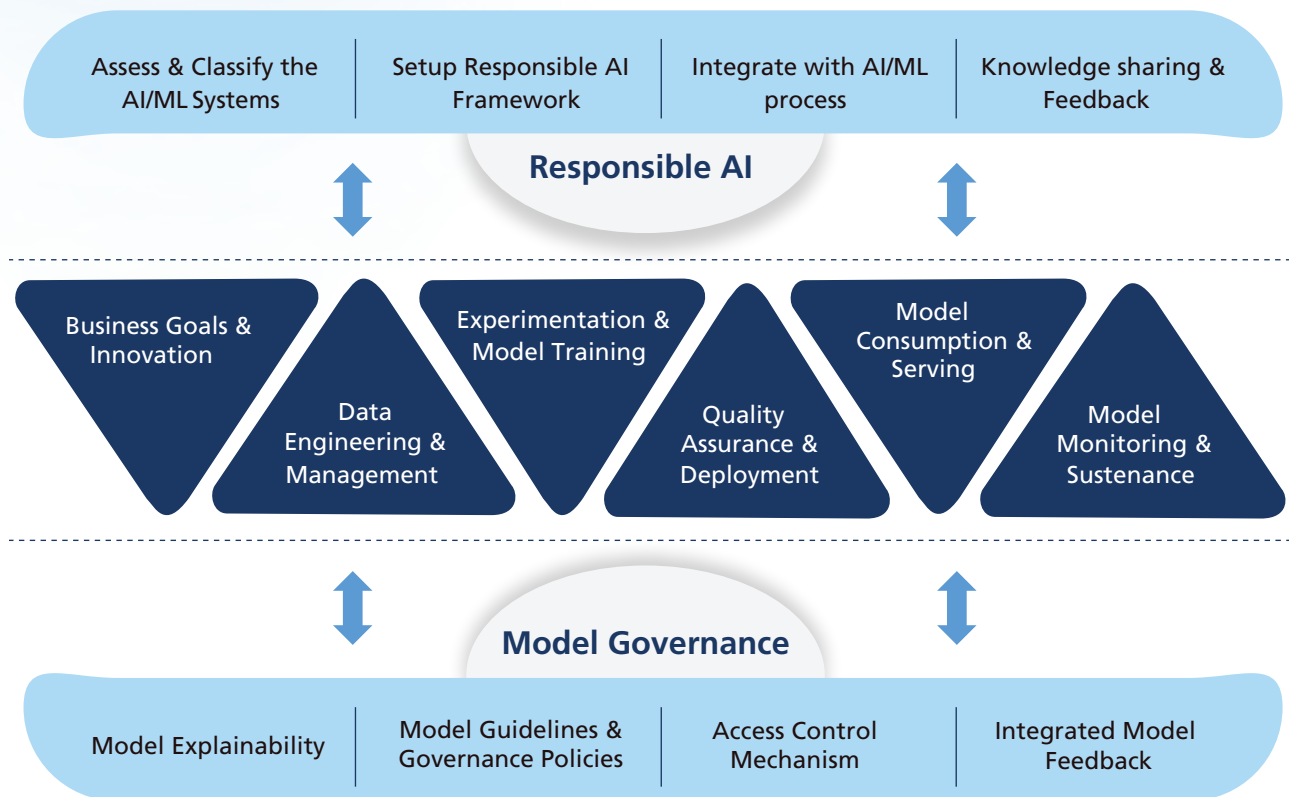 Assess & Classify the
AI/ML Systems
Setup Responsible AI
Framework
Integrate with AI/ML
process
Knowledge sharing &
Feedback
Responsible AI
Business Goals &
Innovation
Data
Engineering &
Management
Experimentation &
Model Training
Quality
Assurance &
Deployment
Model
Consumption &
Serving
Model
Monitoring &
Sustenance
Model Governance
Model Explainability
Model Guidelines &
Governance Policies
Access Control
Mechanism
Integrated Model
Feedback